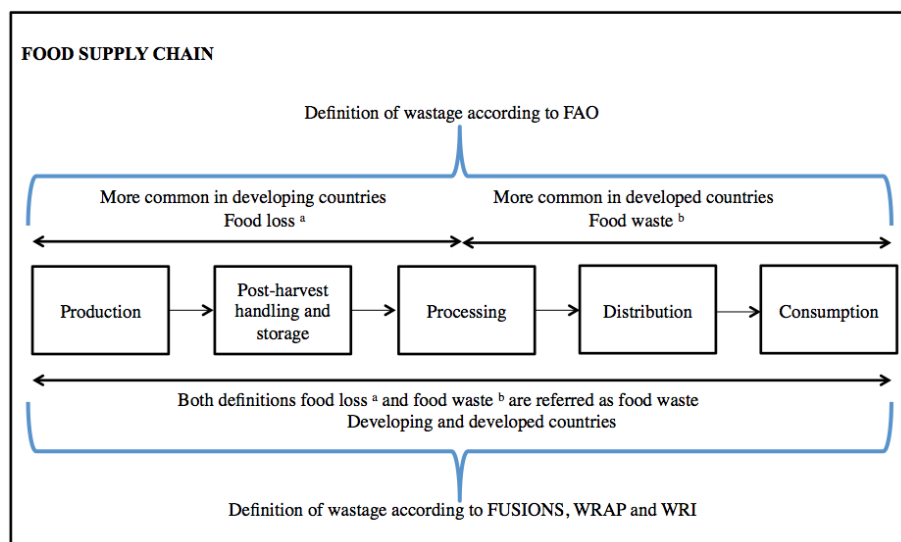 FOOD SUPPLY CHAIN
Definition of wastage according to FAO
More common in developing countries
Food loss ᵃ
More common in developed countries
Food waste ᵇ
Production
Post-harvest
handling and
storage
Processing
Distribution
Consumption
Both definitions food loss ᵃ and food waste ᵇ are referred as food waste
Developing and developed countries
Definition of wastage according to FUSIONS, WRAP and WRI